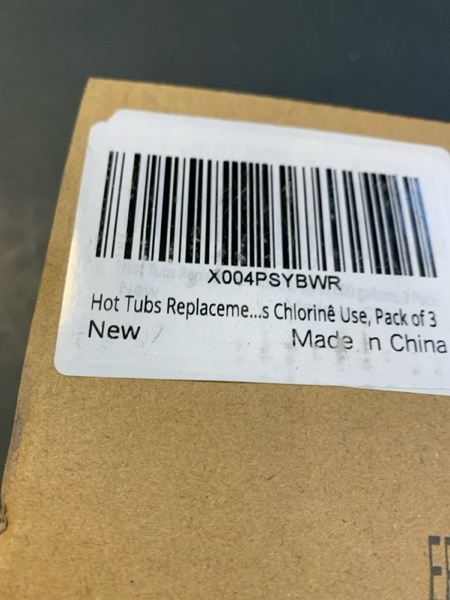 X004PSYBWR
Hot Tubs Replaceme...s Chlorinê Use, Pack of 3
New
Made in China